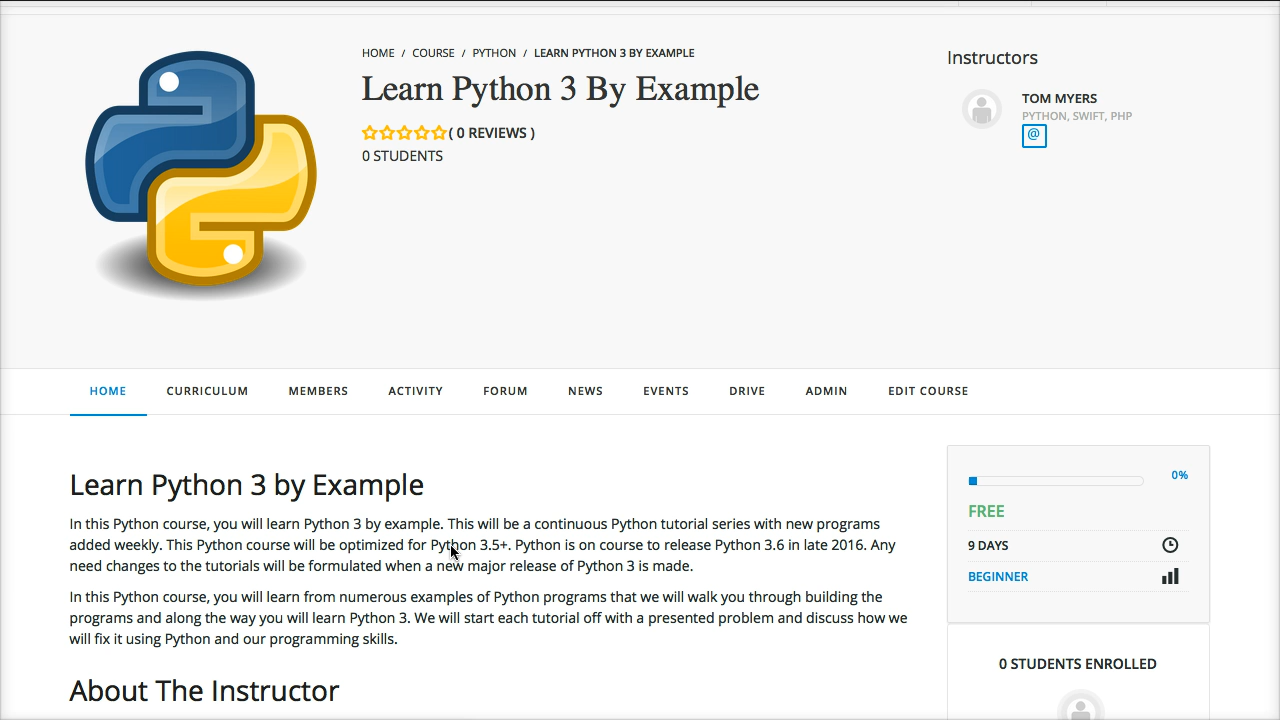 HOME / COURSE / PYTHON / LEARN PYTHON 3 BY EXAMPLE
Learn Python 3 By Example
( 0 REVIEWS )
0 STUDENTS
Instructors
TOM MYERS
PYTHON, SWIFT, PHP
@
HOME CURRICULUM MEMBERS ACTIVITY FORUM NEWS EVENTS DRIVE ADMIN EDIT COURSE
Learn Python 3 by Example
In this Python course, you will learn Python 3 by example. This will be a continuous Python tutorial series with new programs
added weekly. This Python course will be optimized for Python 3.5+. Python is on course to release Python 3.6 in late 2016. Any
need changes to the tutorials will be formulated when a new major release of Python 3 is made.
In this Python course, you will learn from numerous examples of Python programs that we will walk you through building the
programs and along the way you will learn Python 3. We will start each tutorial off with a presented problem and discuss how we
will fix it using Python and our programming skills.
About The Instructor
0%
FREE
9 DAYS
BEGINNER
0 STUDENTS ENROLLED